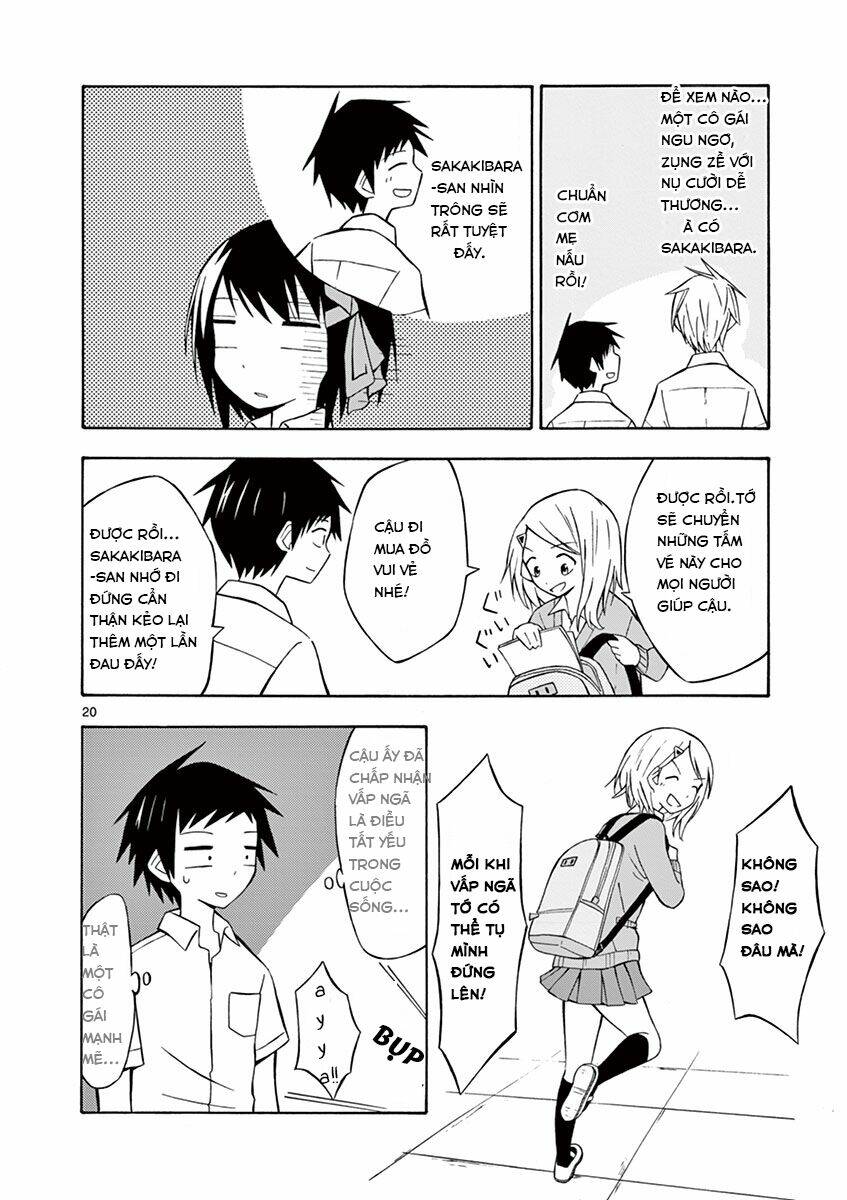 ĐỂ XEM NÀO...
MỘT CÔ GÁI
NGU NGƠ,
ZỤNG ZỀ VỚI
NỤ CƯỜI DỄ
THƯƠNG...
À CÓ
SAKAKIBARA.
CHUẨN
CƠM
MẸ
NẤU
RỒI!
SAKAKIBARA
-SAN NHÌN
TRÔNG SẼ
RẤT TUYỆT
ĐẤY.
ĐƯỢC RỒI.TỚ
SẼ CHUYỂN
NHỮNG TẤM
VÉ NÀY CHO
MỌI NGƯỜI
GIÚP CẬU.
CẬU ĐI
MUA ĐỒ
VUI VẺ
NHÉ!
ĐƯỢC RỒI...
SAKAKIBARA
-SAN NHỚ ĐI
ĐỨNG CẨN
THẬN KẺO LẠI
THÊM MỘT LẦN
ĐAU ĐẤY!
20
KHÔNG
SAO!
KHÔNG
SAO
ĐÂU MÀ!
MỖI KHI
VẤP NGÃ
TỚ CÓ
THỂ TỰ
MÌNH
ĐỨNG
LÊN!
CẬU ẤY ĐÃ
CHẤP NHẬN
VẤP NGÃ
LÀ ĐIỀU
TẤT YẾU
TRONG
CUỘC
SỐNG...
BỤP
a
y
y
a!!
THẬT
LÀ
MỘT
CÔ
GÁI
MẠNH
MẼ...